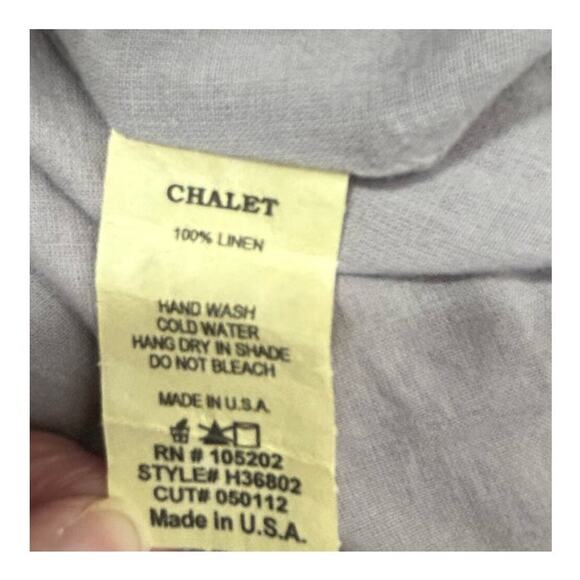 CHALET
100% LINEN
HAND WASH
COLD WATER
HANG DRY IN SHADE
DO NOT BLEACH
MADE IN U.S.A.
RN # 105202
STYLE# H36802
CUT# 050112
Made in U.S.A.